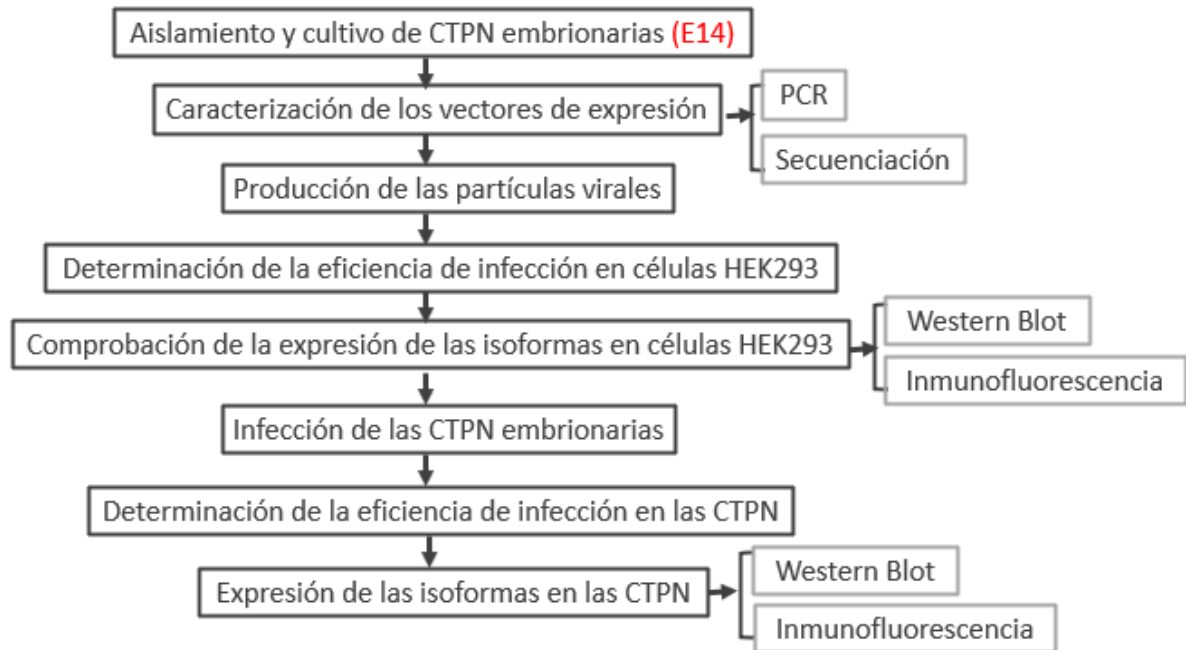 Aislamiento y cultivo de CTPN embrionarias (E14)
Caracterización de los vectores de expresión
PCR
Secuenciación
Producción de las partículas virales
Determinación de la eficiencia de infección en células HEK293
Comprobación de la expresión de las isoformas en células HEK293
Western Blot
Inmunofluorescencia
Infección de las CTPN embrionarias
Determinación de la eficiencia de infección en las CTPN
Expresión de las isoformas en las CTPN
Western Blot
Inmunofluorescencia